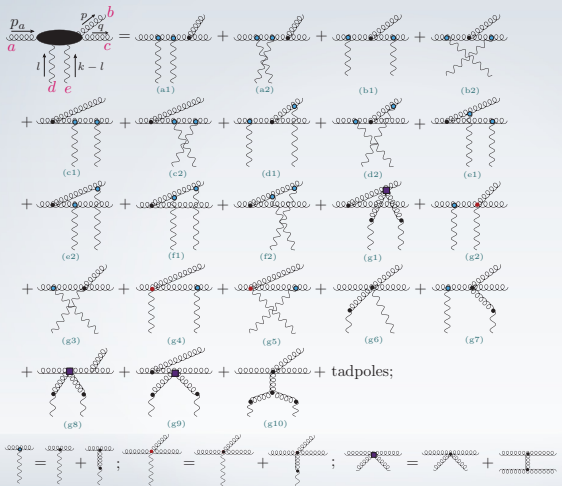 p_a p b
q
= + + +
a c
l k − l
d e
(a1) (a2) (b1) (b2)
+ + + + +
(c1) (c2) (d1) (d2) (e1)
+ + + + +
(e2) (f1) (f2) (g1) (g2)
+ + + + +
(g3) (g4) (g5) (g6) (g7)
+ + + + tadpoles;
(g8) (g9) (g10)
= + ; = + ; = +